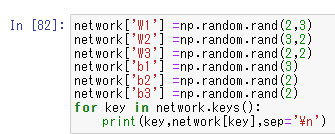 In [82]: network['W1'] =np.random.rand(2,3)
network['W2'] =np.random.rand(3,2)
network['W3'] =np.random.rand(2,2)
network['b1'] =np.random.rand(3)
network['b2'] =np.random.rand(2)
network['b3'] =np.random.rand(2)
for key in network.keys():
    print(key,network[key],sep='¥n')